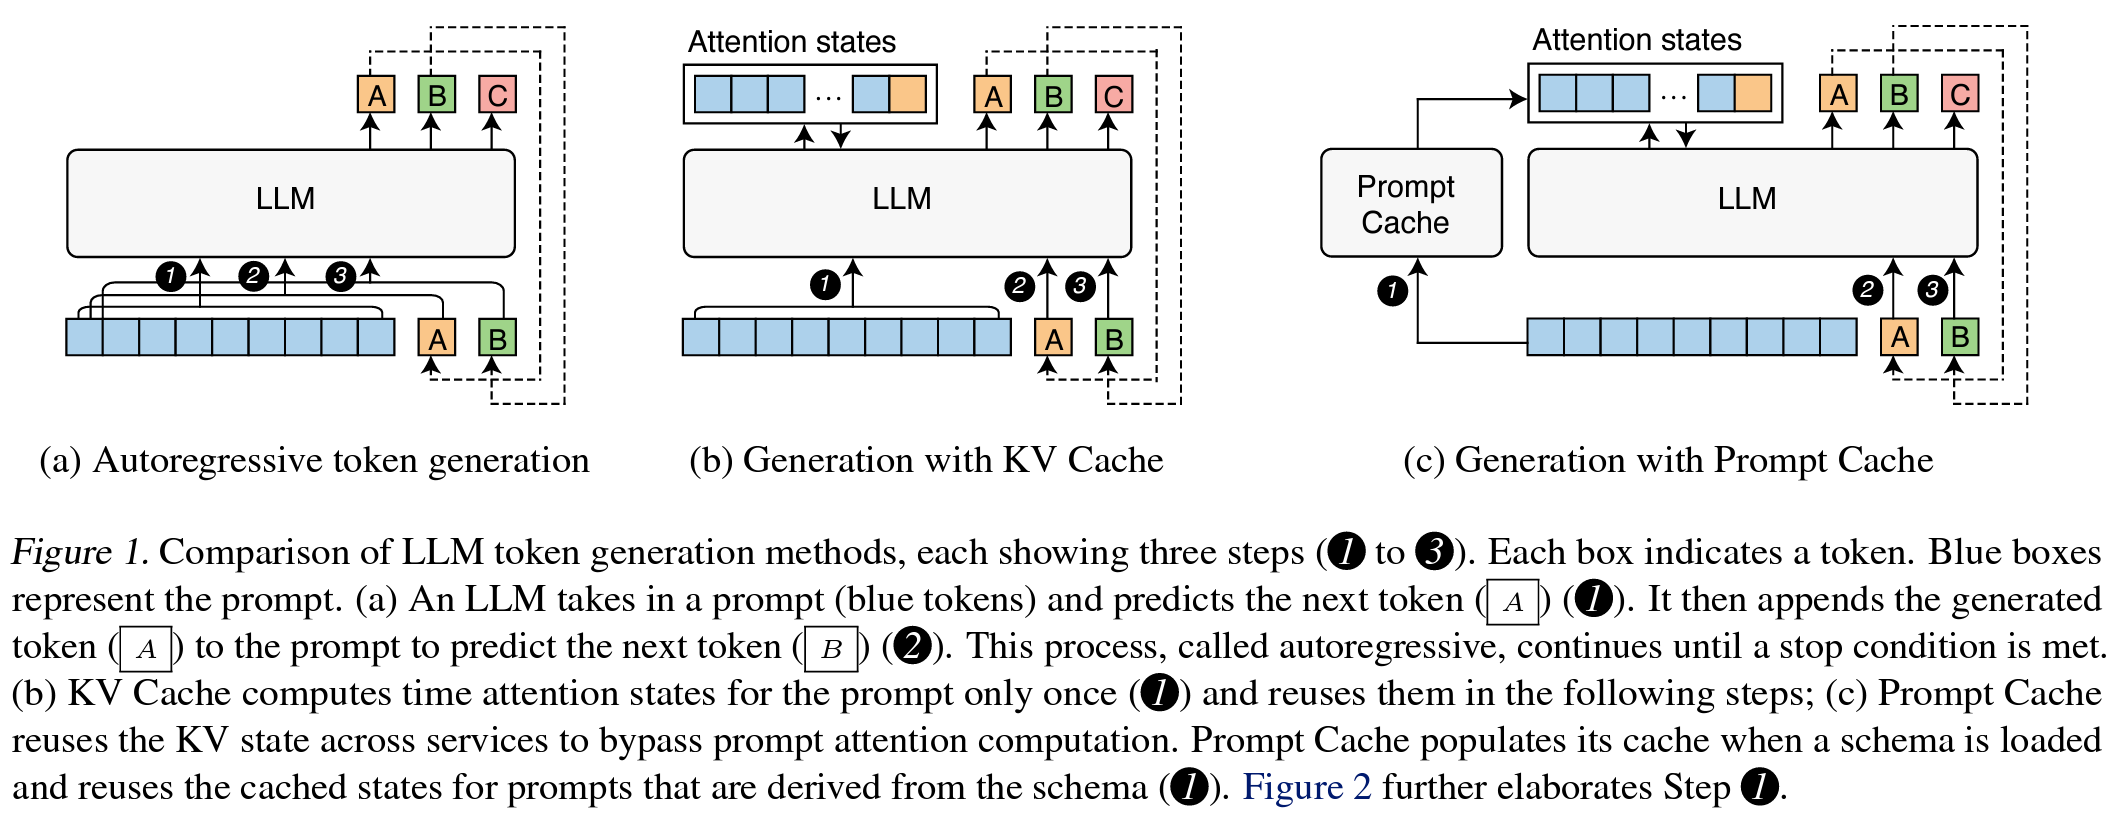 Attention states
Attention states
A B C
... A B C
... A B C
LLM
LLM
Prompt
Cache
LLM
1 2 3
1 2 3
1 2 3
A B
A B
A B
(a) Autoregressive token generation
(b) Generation with KV Cache
(c) Generation with Prompt Cache
Figure 1. Comparison of LLM token generation methods, each showing three steps (1 to 3). Each box indicates a token. Blue boxes
represent the prompt. (a) An LLM takes in a prompt (blue tokens) and predicts the next token (A) (1). It then appends the generated
token (A) to the prompt to predict the next token (B) (2). This process, called autoregressive, continues until a stop condition is met.
(b) KV Cache computes time attention states for the prompt only once (1) and reuses them in the following steps; (c) Prompt Cache
reuses the KV state across services to bypass prompt attention computation. Prompt Cache populates its cache when a schema is loaded
and reuses the cached states for prompts that are derived from the schema (1). Figure 2 further elaborates Step 1.